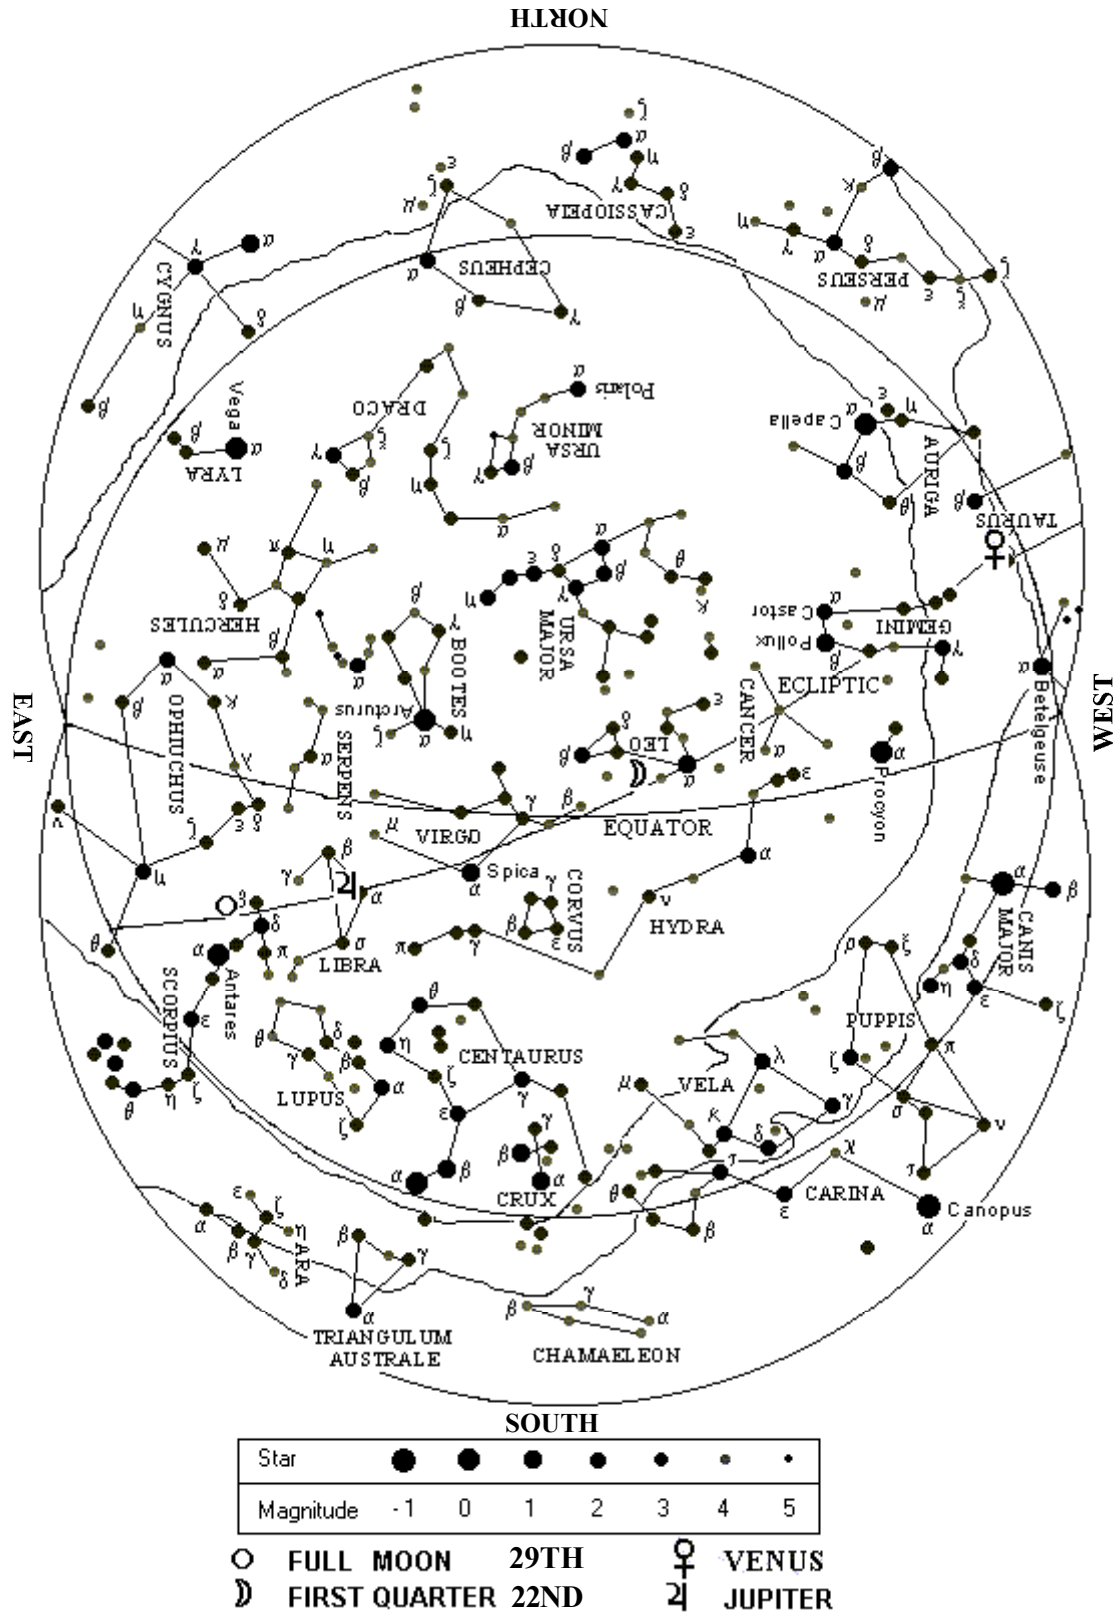 NORTH
ζ
β α
η
ε
ζ
γ δ
μ
CASSIOPEIA
ε
β
κ
η
γ
α δ
PERSEUS
ε ξ ζ
μ
α
γ
CYGNUS
η
δ
β
α
CEPHEUS
β
γ
α
Polaris
DRACO
ξ
γ
β
ζ
η
α
URSA
MINOR
γ β
Vega
β
α
LYRA
ε η
α
Capella
AURIGA
β
θ
β
TAURUS
μ
π
η
δ
HERCULES
β
α
α
ε δ
β
γ
η
URSA
MAJOR
θ
κ
β
γ
BOOTES
Arcturus
ζ α η
Castor
GEMINI
Pollux
β
γ
ECLIPTIC
α
Betelgeuse
EAST
WEST
α
β
κ
OPHIUCHUS
λ
ν
ζ
ε δ
η
θ
SERPENS
α
CANCER
α
δ
ε
LEO
β
α
α
Procyon
ε
γ
β
μ
VIRGO
EQUATOR
β
γ
α
α
Spica
γ
CORVUS
β ε
α
ν
HYDRA
α
β
CANIS
MAJOR
β
δ
α
π
Antares
σ
LIBRA
π
γ
SCORPIUS
ε
ρ ξ
δ
η
ε
ζ
θ
θ
η
δ
γ
β
LUPUS
α
ζ
CENTAURUS
ζ
γ
ε
PUPPIS
ζ
π
λ
VELA
μ
γ
κ
δ
σ
ν
τ
θ η ζ
α β
β
α
CRUX
ι
χ
θ
CARINA
ε
β
α
Canopus
ε
ζ
α
η
β γ
ARA
δ
β
γ
α
TRIANGULUM
AUSTRALE
γ
β
α
CHAMAELEON
SOUTH
Star
Magnitude -1 0 1 2 3 4 5
FULL MOON 29TH VENUS
FIRST QUARTER 22ND JUPITER